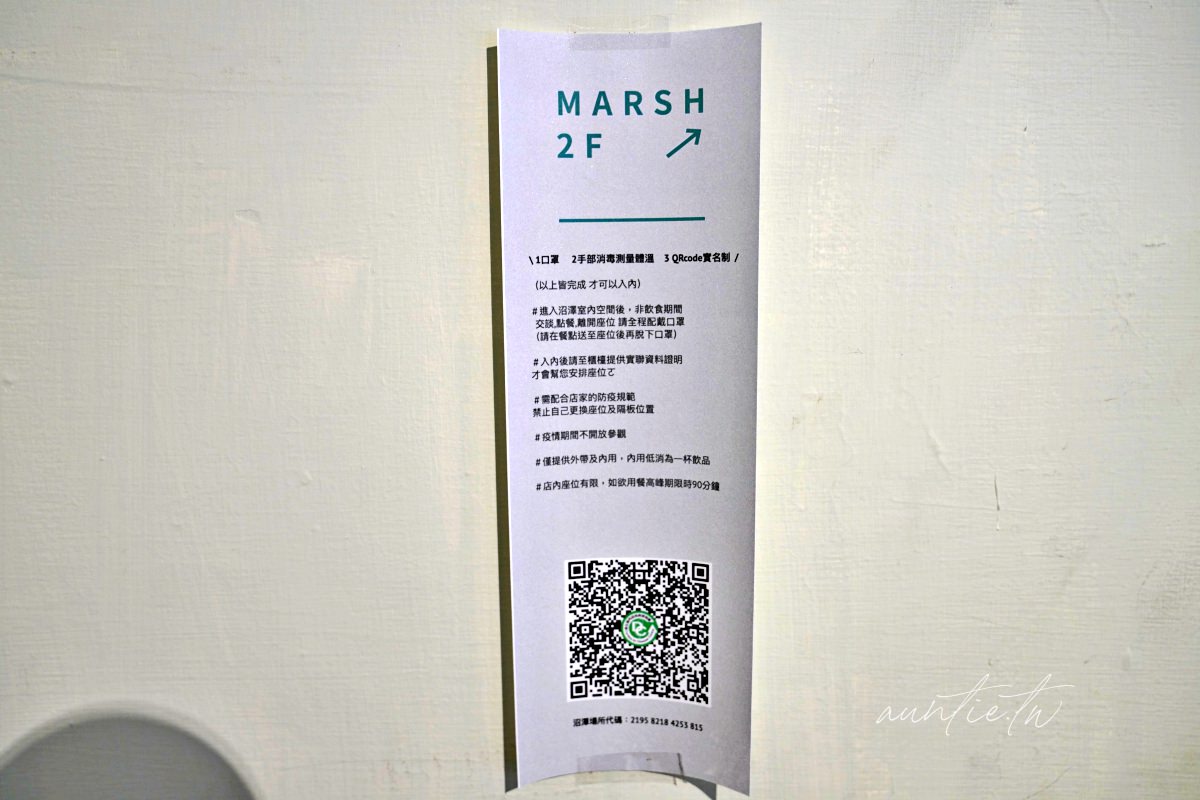 MARSH
2F ↗
\ 1口罩 2手部消毒測量體溫 3 QRcode實名制 /
(以上皆完成 才可以入內)
#進入沼澤室內空間後，非飲食期間
交談,點餐,離開座位 請全程配戴口罩
(請在餐點送至座位後再脫下口罩)
#入內後請至櫃檯提供實聯資料證明
才會幫您安排座位ㄛ
#需配合店家的防疫規範
禁止自己更換座位及隔板位置
#疫情期間不開放參觀
#僅提供外帶及內用，內用低消為一杯飲品
#店內座位有限，如欲用餐高峰期限時90分鐘
沼澤場所代碼：2195 8218 4253 815
auntie.tw